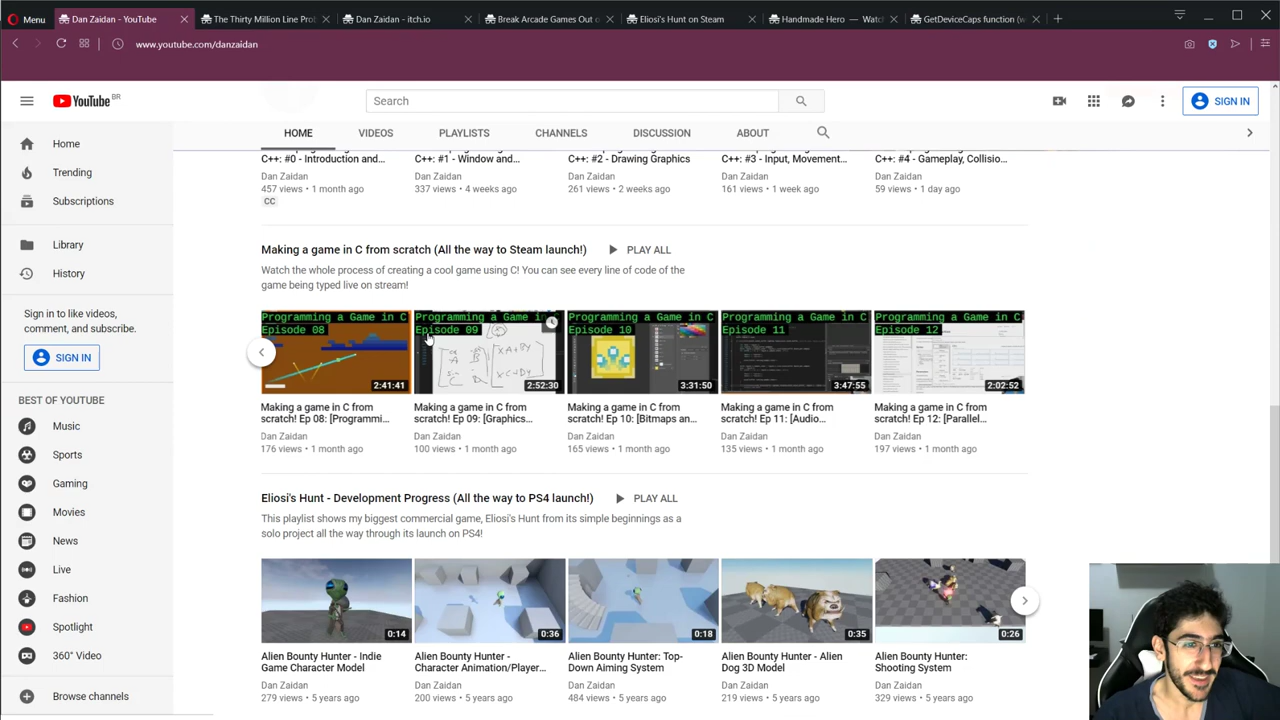 Menu
Dan Zaidan - YouTube
The Thirty Million Line Prob
Dan Zaidan - itch.io
Break Arcade Games Out o
Eliosi's Hunt on Steam
Handmade Hero — Watc
GetDeviceCaps function (w
www.youtube.com/danzaidan
YouTube BR
Search
SIGN IN
HOME
VIDEOS
PLAYLISTS
CHANNELS
DISCUSSION
ABOUT
Home
Trending
Subscriptions
Library
History
Sign in to like videos,
comment, and subscribe.
SIGN IN
BEST OF YOUTUBE
Music
Sports
Gaming
Movies
News
Live
Fashion
Spotlight
360° Video
Browse channels
C++: #0 - Introduction and...
Dan Zaidan
457 views • 1 month ago
CC
C++: #1 - Window and...
Dan Zaidan
337 views • 4 weeks ago
C++: #2 - Drawing Graphics
Dan Zaidan
261 views • 2 weeks ago
C++: #3 - Input, Movement...
Dan Zaidan
161 views • 1 week ago
C++: #4 - Gameplay, Collisio...
Dan Zaidan
59 views • 1 day ago
Making a game in C from scratch (All the way to Steam launch!)
PLAY ALL
Watch the whole process of creating a cool game using C! You can see every line of code of the
game being typed live on stream!
Programming a Game in C
Episode 08
2:41:41
Making a game in C from
scratch! Ep 08: [Programmi...
Dan Zaidan
176 views • 1 month ago
Programming a Game in
Episode 09
2:52:30
Making a game in C from
scratch! Ep 09: [Graphics...
Dan Zaidan
100 views • 1 month ago
Programming a Game in C
Episode 10
3:31:50
Making a game in C from
scratch! Ep 10: [Bitmaps an...
Dan Zaidan
165 views • 1 month ago
Programming a Game in C
Episode 11
3:47:55
Making a game in C from
scratch! Ep 11: [Audio...
Dan Zaidan
135 views • 1 month ago
Programming a Game in C
Episode 12
2:02:52
Making a game in C from
scratch! Ep 12: [Parallel...
Dan Zaidan
197 views • 1 month ago
Eliosi's Hunt - Development Progress (All the way to PS4 launch!)
PLAY ALL
This playlist shows my biggest commercial game, Eliosi's Hunt from its simple beginnings as a
solo project all the way through its launch on PS4!
0:14
Alien Bounty Hunter - Indie
Game Character Model
Dan Zaidan
279 views • 5 years ago
0:36
Alien Bounty Hunter -
Character Animation/Player...
Dan Zaidan
200 views • 5 years ago
0:18
Alien Bounty Hunter: Top-
Down Aiming System
Dan Zaidan
484 views • 5 years ago
0:35
Alien Bounty Hunter - Alien
Dog 3D Model
Dan Zaidan
219 views • 5 years ago
0:26
Alien Bounty Hunter:
Shooting System
Dan Zaidan
329 views • 5 years ago